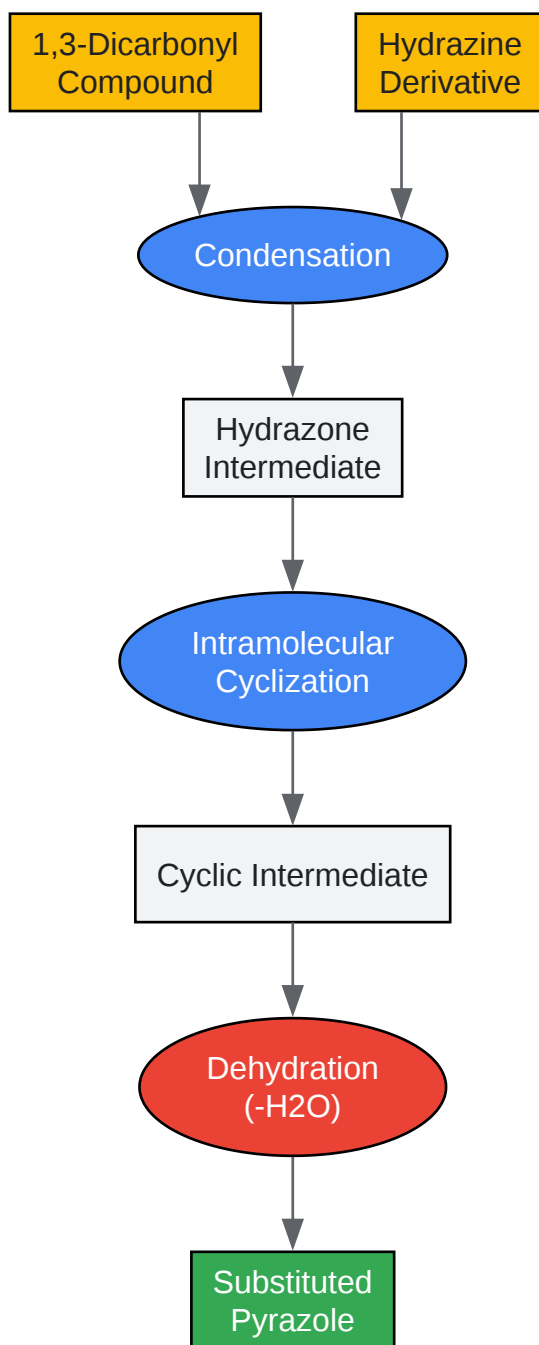 1,3-Dicarbonyl
Compound
Hydrazine
Derivative
Condensation
Hydrazone
Intermediate
Intramolecular
Cyclization
Cyclic Intermediate
Dehydration
(-H2O)
Substituted
Pyrazole